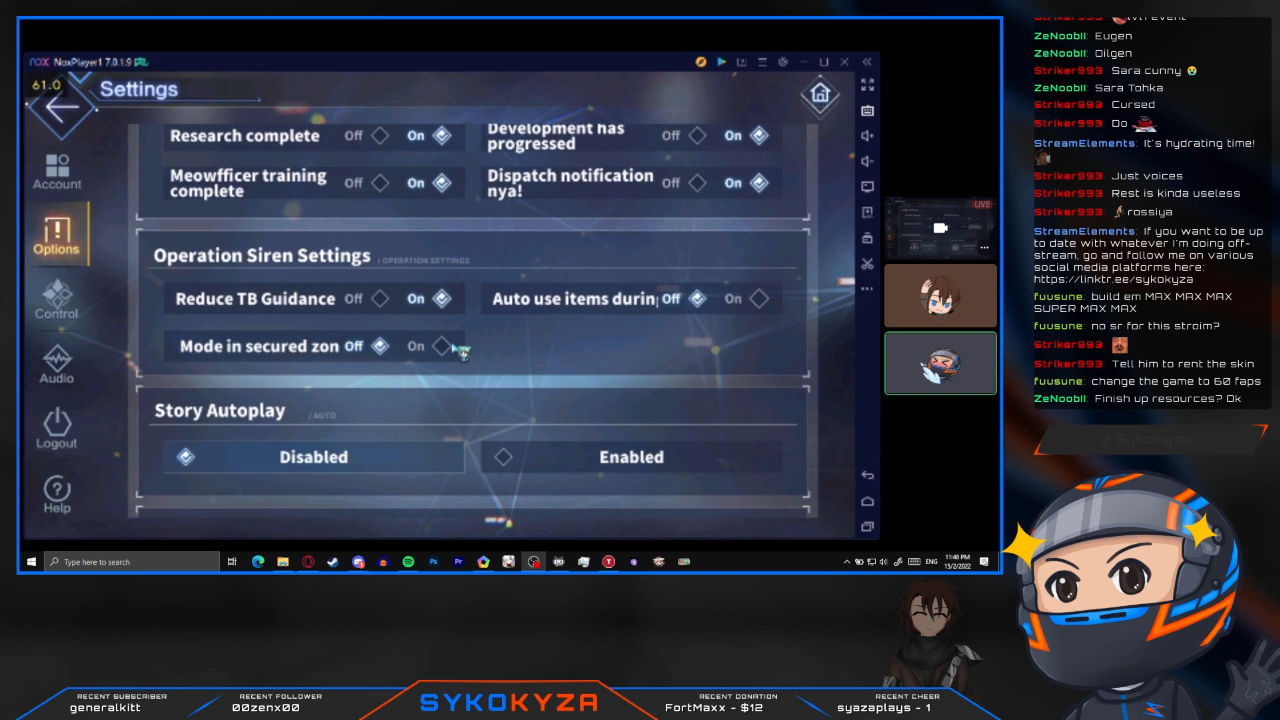 NoxPlayer1 7.0.1.9
61.0
Settings
Account
Options
Control
Audio
Logout
Help
Research complete Off On
Development has progressed Off On
Meowfficer training complete Off On
Dispatch notification nya! Off On
Operation Siren Settings | OPERATION SETTINGS
Reduce TB Guidance Off On
Auto use items durin Off On
Mode in secured zon Off On
Story Autoplay / AUTO
Disabled
Enabled
LIVE
Type here to search
ENG
11:48 PM
15/2/2022
ZeNoobII: Eugen
ZeNoobII: Oilgen
Striker993 Sara cunny
ZeNoobII: Sara Tohka
Striker993 Cursed
Striker993 Do
StreamElements: It's hydrating time!
Striker993 Just voices
Striker993 Rest is kinda useless
Striker993 rossiya
StreamElements: If you want to be up
to date with whatever I'm doing off-
stream, go and follow me on various
social media platforms here:
https://linktr.ee/sykokyza
fuusune: build em MAX MAX MAX
SUPER MAX MAX
fuusune: no sr for this stroim?
Striker993
Striker993 Tell him to rent the skin
fuusune: change the game to 60 faps
ZeNoobII: Finish up resources? Ok
SykoKyza
RECENT SUBSCRIBER
generalkitt
RECENT FOLLOWER
00zenx00
SYKOKYZA
RECENT DONATION
FortMaxx - $12
RECENT CHEER
syazaplays - 1